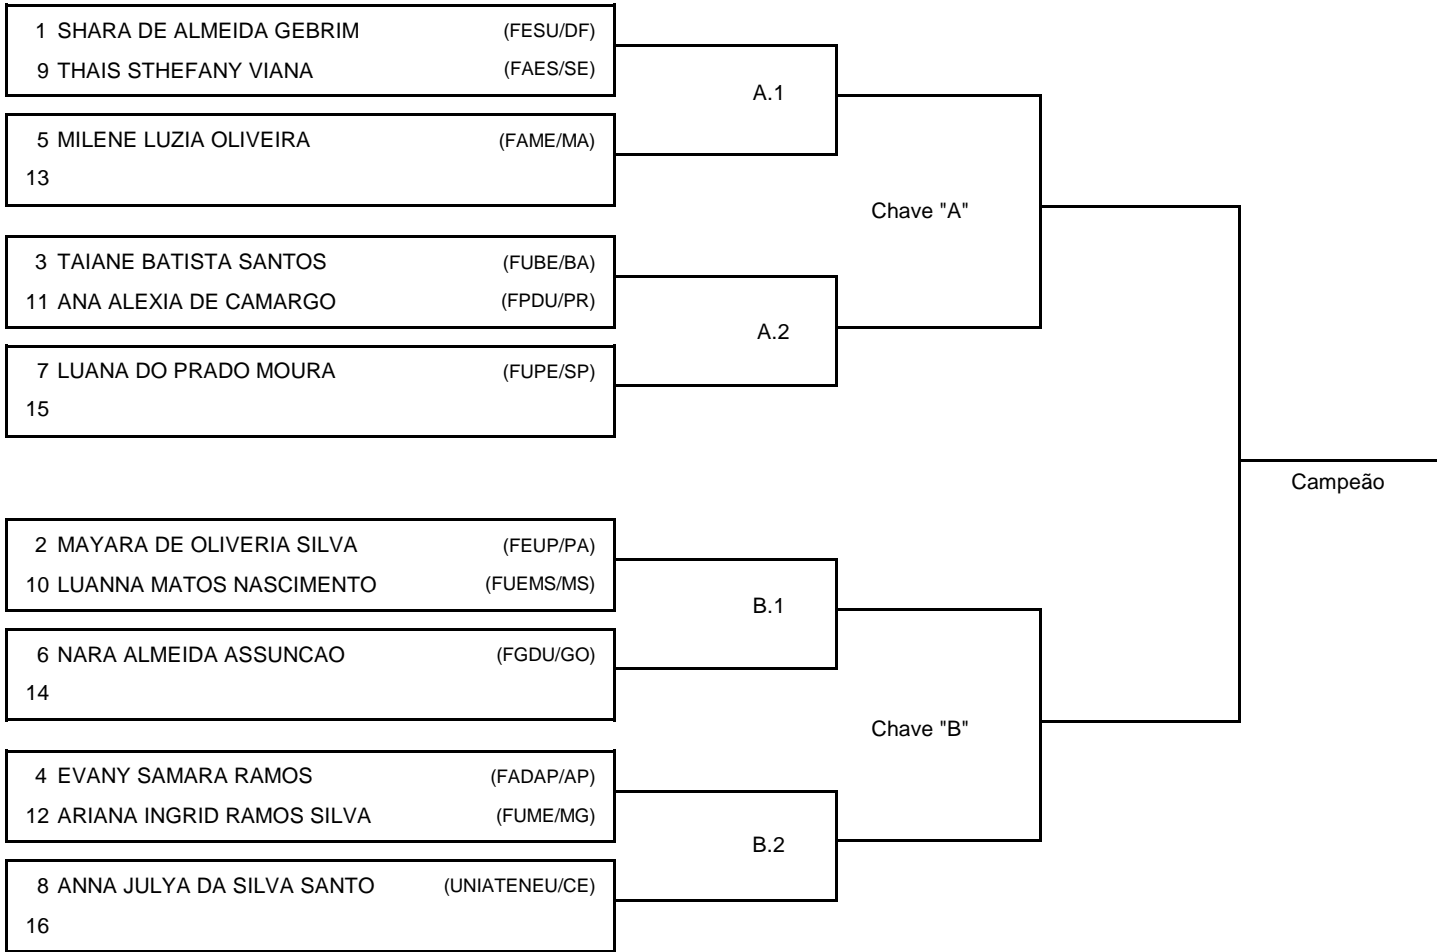 1 SHARA DE ALMEIDA GEBRIM (FESU/DF)
9 THAIS STHEFANY VIANA (FAES/SE)
A.1
5 MILENE LUZIA OLIVEIRA (FAME/MA)
13
Chave "A"
3 TAIANE BATISTA SANTOS (FUBE/BA)
11 ANA ALEXIA DE CAMARGO (FPDU/PR)
A.2
7 LUANA DO PRADO MOURA (FUPE/SP)
15
Campeão
2 MAYARA DE OLIVERIA SILVA (FEUP/PA)
10 LUANNA MATOS NASCIMENTO (FUEMS/MS)
B.1
6 NARA ALMEIDA ASSUNCAO (FGDU/GO)
14
Chave "B"
4 EVANY SAMARA RAMOS (FADAP/AP)
12 ARIANA INGRID RAMOS SILVA (FUME/MG)
B.2
8 ANNA JULYA DA SILVA SANTO (UNIATENEU/CE)
16